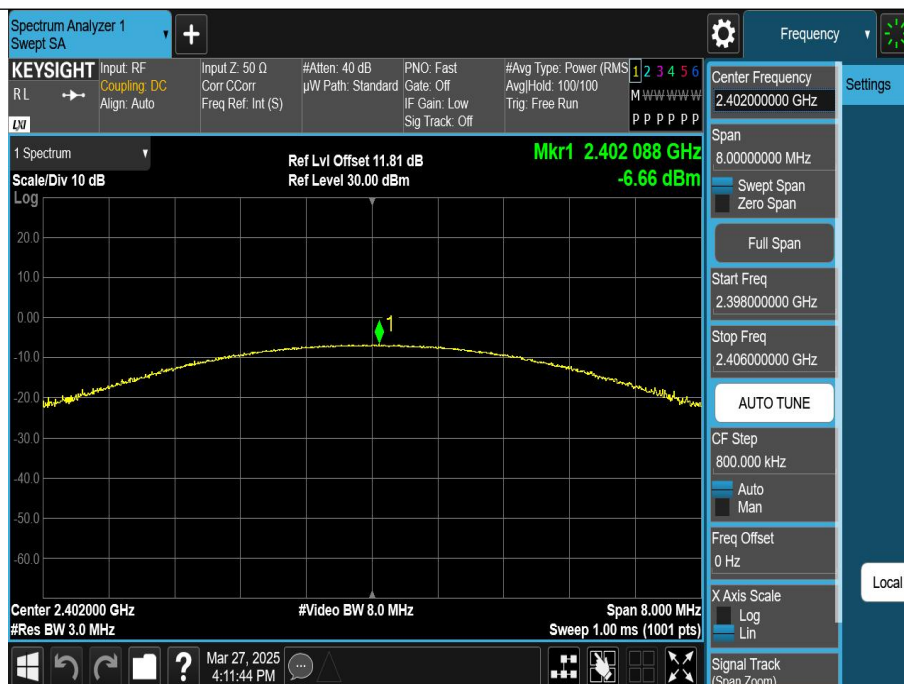 Spectrum Analyzer 1
Swept SA
Frequency
KEYSIGHT
R L
LXI
Input: RF
Coupling: DC
Align: Auto
Input Z: 50 Ω
Corr CCorr
Freq Ref: Int (S)
#Atten: 40 dB
µW Path: Standard
PNO: Fast
Gate: Off
IF Gain: Low
Sig Track: Off
#Avg Type: Power (RMS
Avg|Hold: 100/100
Trig: Free Run
1 2 3 4 5 6
M W W W W W
P P P P P P
1 Spectrum
Scale/Div 10 dB
Log
Ref Lvl Offset 11.81 dB
Ref Level 30.00 dBm
Mkr1 2.402 088 GHz
-6.66 dBm
20.0
10.0
0.00
-10.0
-20.0
-30.0
-40.0
-50.0
-60.0
1
Center 2.402000 GHz
#Res BW 3.0 MHz
#Video BW 8.0 MHz
Span 8.000 MHz
Sweep 1.00 ms (1001 pts)
Mar 27, 2025
4:11:44 PM
?
Center Frequency
2.402000000 GHz
Span
8.00000000 MHz
Swept Span
Zero Span
Full Span
Start Freq
2.398000000 GHz
Stop Freq
2.406000000 GHz
AUTO TUNE
CF Step
800.000 kHz
Auto
Man
Freq Offset
0 Hz
X Axis Scale
Log
Lin
Signal Track
(Span Zoom)
Settings
Local